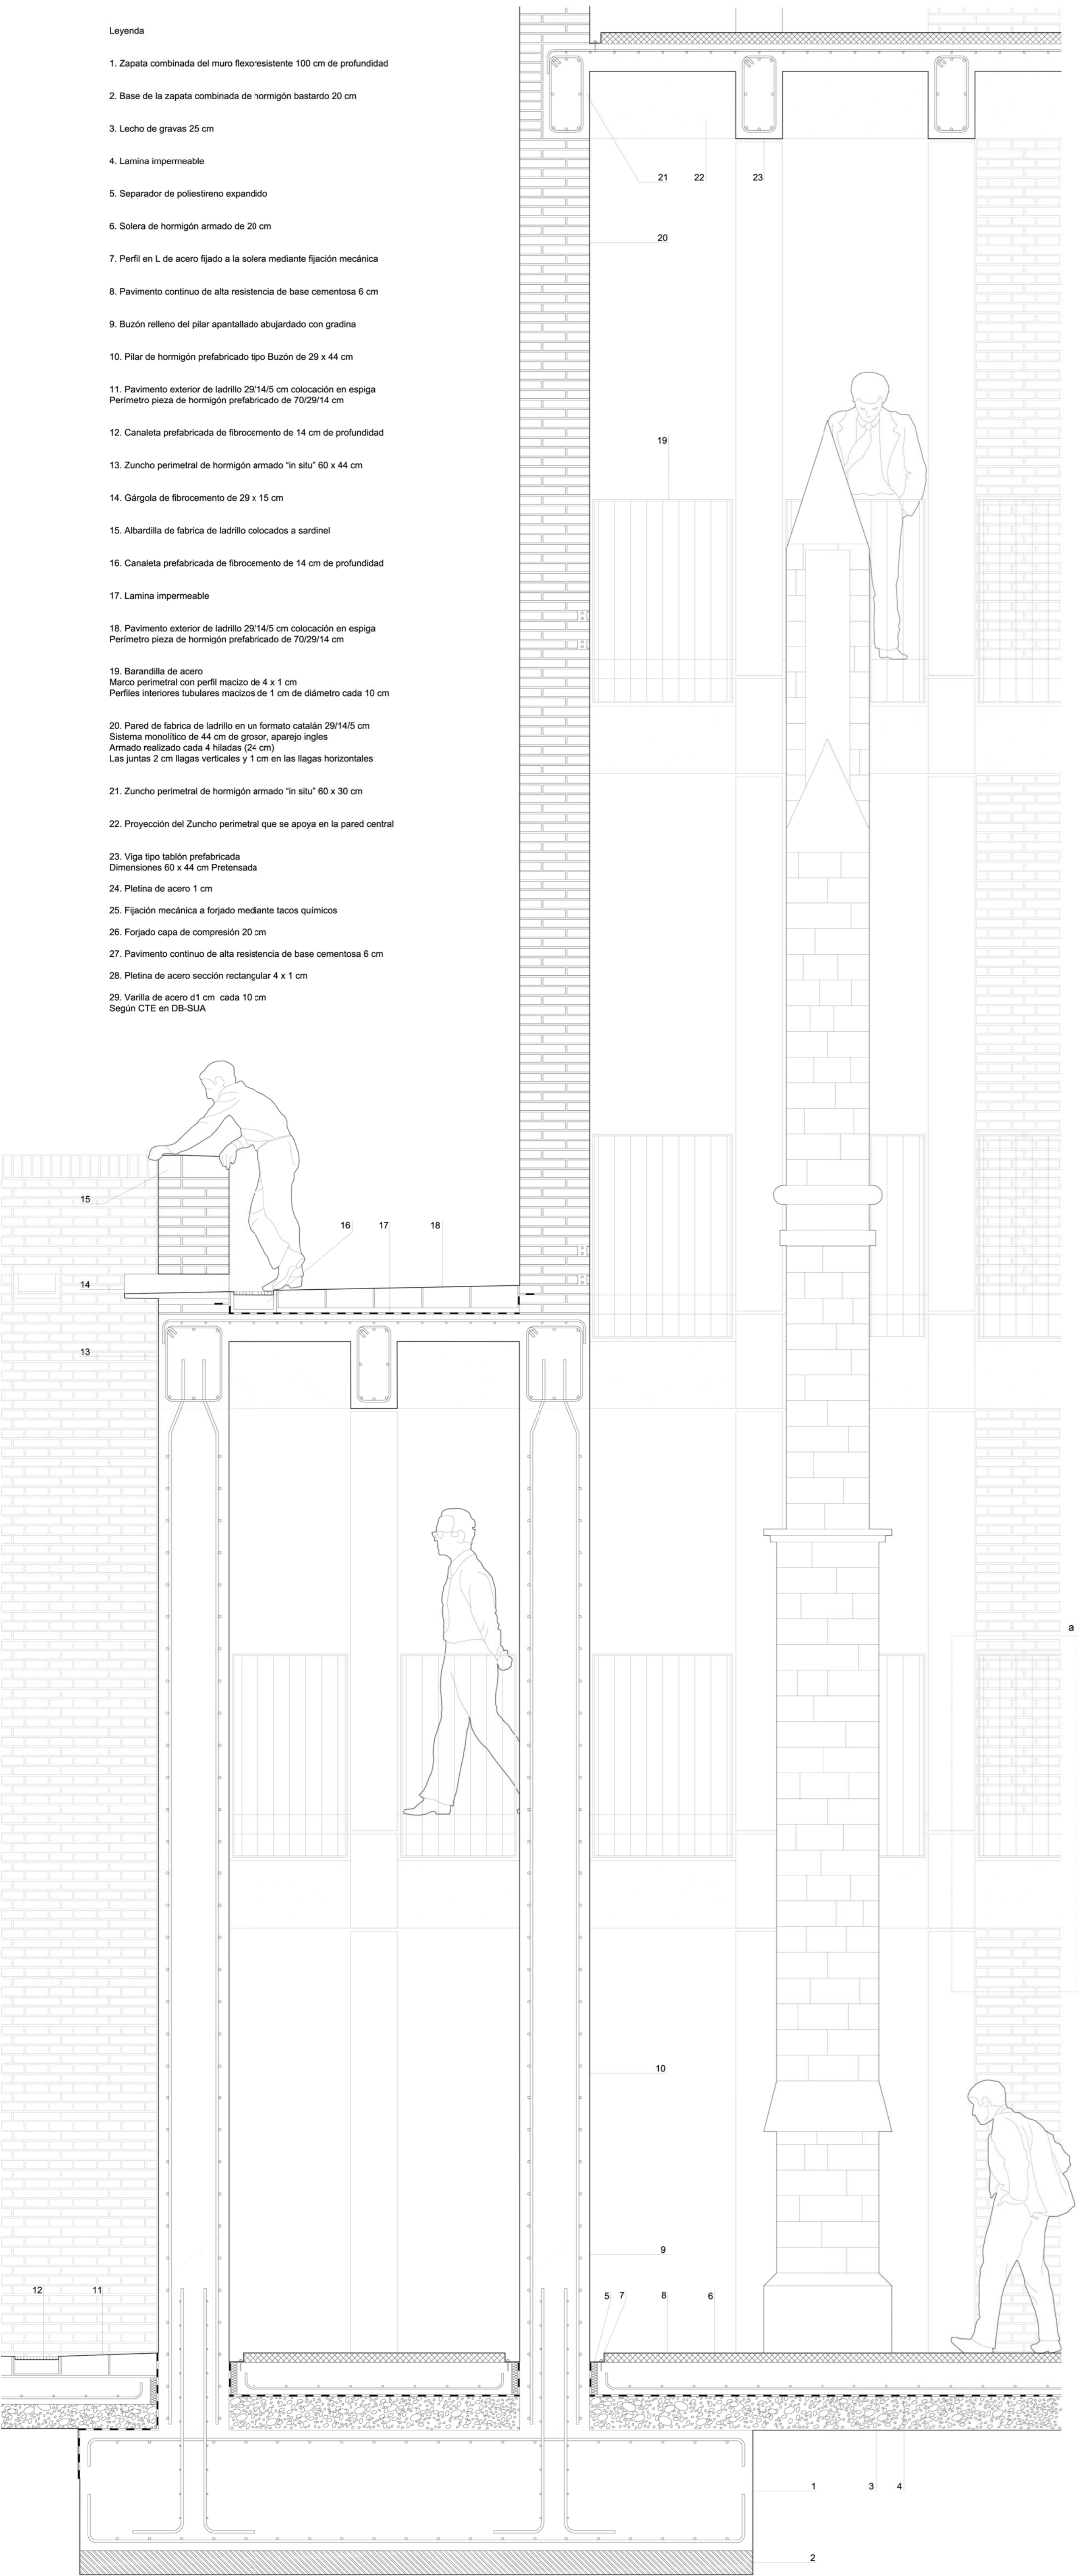 Leyenda
1. Zapata combinada del muro flexoresistente 100 cm de profundidad
2. Base de la zapata combinada de hormigón bastardo 20 cm
3. Lecho de gravas 25 cm
4. Lamina impermeable
5. Separador de poliestireno expandido
6. Solera de hormigón armado de 20 cm
7. Perfil en L de acero fijado a la solera mediante fijación mecánica
8. Pavimento continuo de alta resistencia de base cementosa 6 cm
9. Buzón relleno del pilar apantallado abujardado con gradina
10. Pilar de hormigón prefabricado tipo Buzón de 29 x 44 cm
11. Pavimento exterior de ladrillo 29/14/5 cm colocación en espiga
Perímetro pieza de hormigón prefabricado de 70/29/14 cm
12. Canaleta prefabricada de fibrocemento de 14 cm de profundidad
13. Zuncho perimetral de hormigón armado "in situ" 60 x 44 cm
14. Gárgola de fibrocemento de 29 x 15 cm
15. Albardilla de fabrica de ladrillo colocados a sardinel
16. Canaleta prefabricada de fibrocemento de 14 cm de profundidad
17. Lamina impermeable
18. Pavimento exterior de ladrillo 29/14/5 cm colocación en espiga
Perímetro pieza de hormigón prefabricado de 70/29/14 cm
19. Barandilla de acero
Marco perimetral con perfil macizo de 4 x 1 cm
Perfiles interiores tubulares macizos de 1 cm de diámetro cada 10 cm
20. Pared de fabrica de ladrillo en un formato catalán 29/14/5 cm
Sistema monolítico de 44 cm de grosor, aparejo ingles
Armado realizado cada 4 hiladas (24 cm)
Las juntas 2 cm llagas verticales y 1 cm en las llagas horizontales
21. Zuncho perimetral de hormigón armado "in situ" 60 x 30 cm
22. Proyección del Zuncho perimetral que se apoya en la pared central
23. Viga tipo tablón prefabricada
Dimensiones 60 x 44 cm Pretensada
24. Pletina de acero 1 cm
25. Fijación mecánica a forjado mediante tacos químicos
26. Forjado capa de compresión 20 cm
27. Pavimento continuo de alta resistencia de base cementosa 6 cm
28. Pletina de acero sección rectangular 4 x 1 cm
29. Varilla de acero d1 cm cada 10 cm
Según CTE en DB-SUA
21 22 23
20
19
15
16 17 18
14
13
a
10
9
12 11
5 7 8 6
1 3 4
2